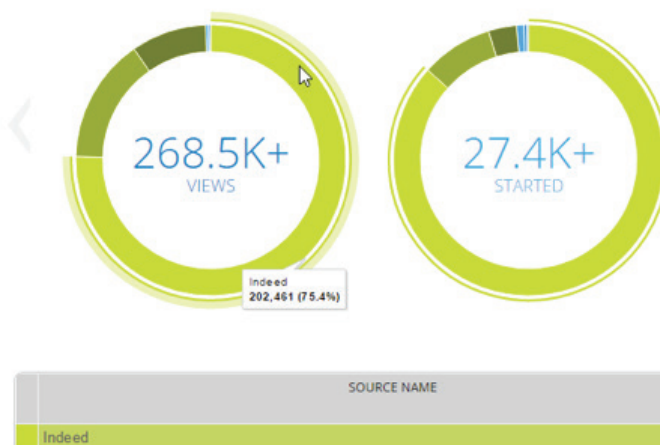 268.5K+
VIEWS
27.4K+
STARTED
Indeed
202,461 (75.4%)
SOURCE NAME
Indeed